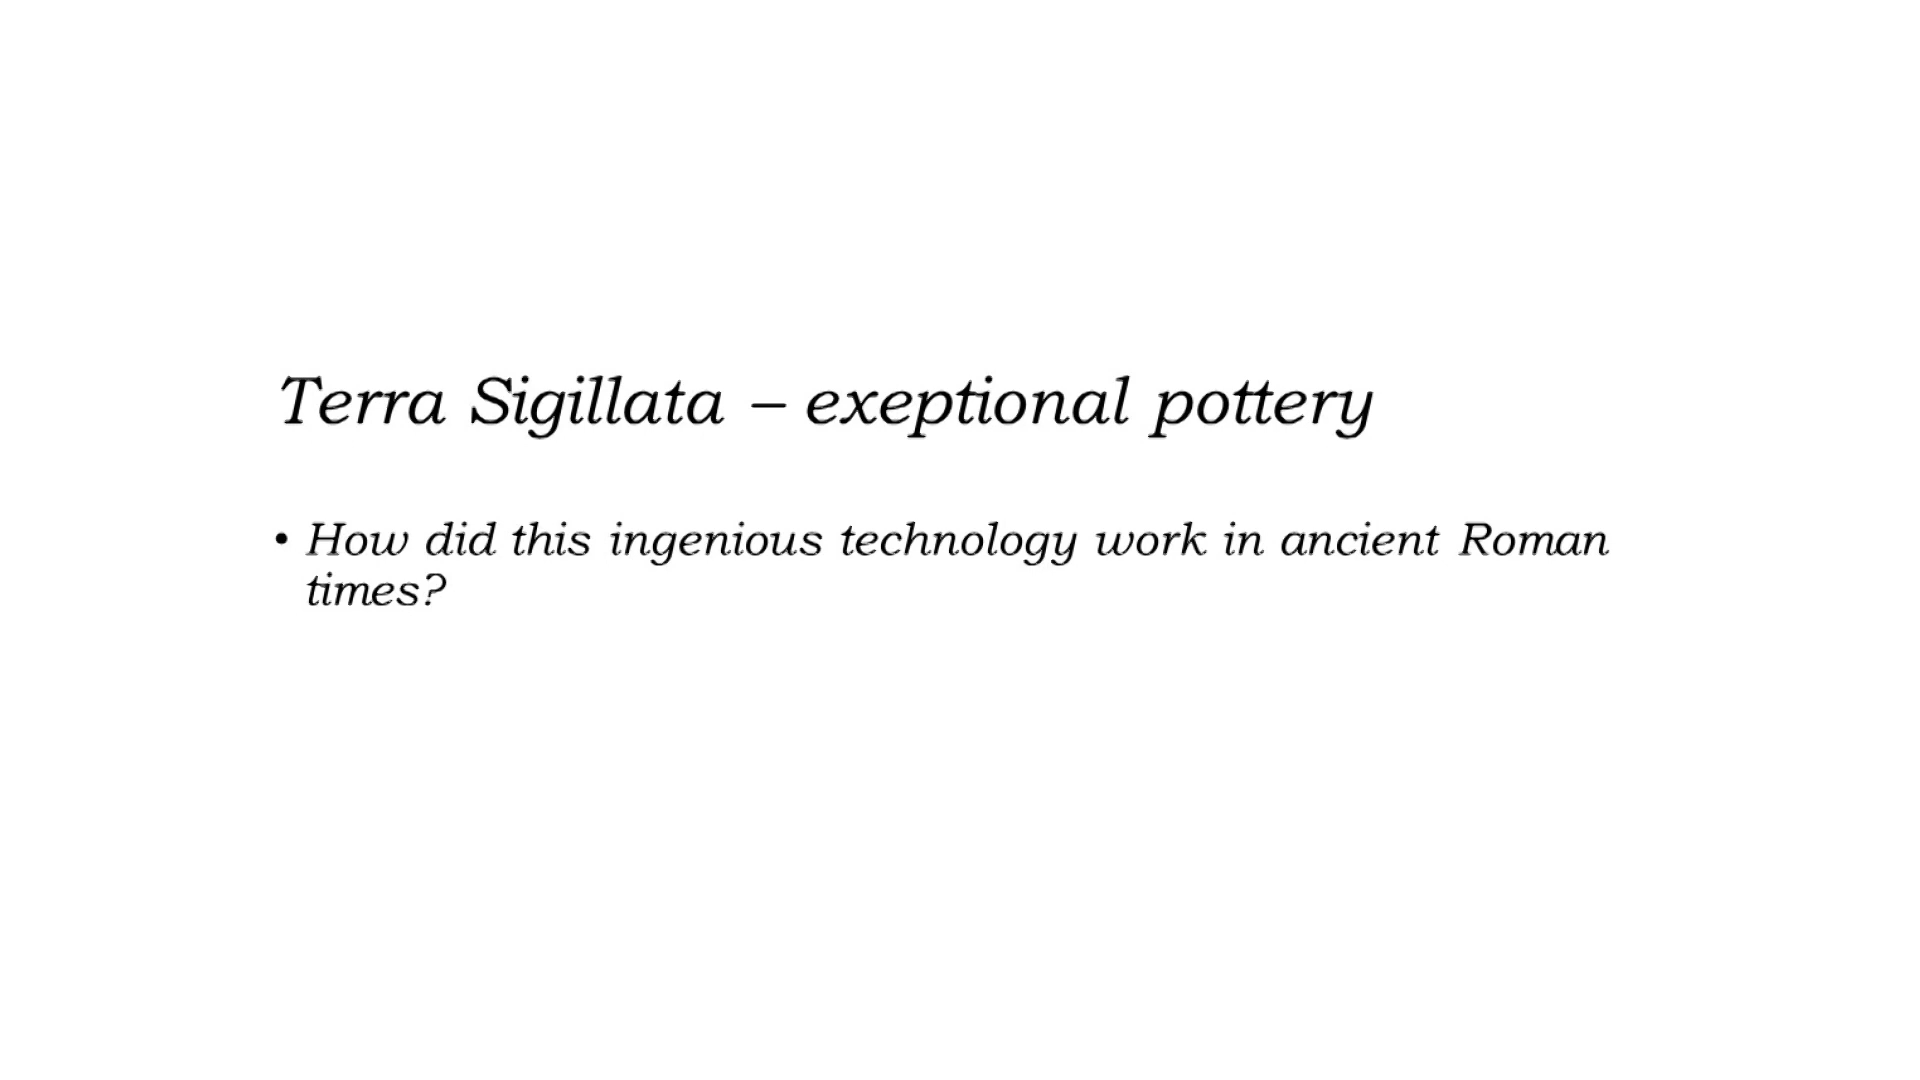 Terra Sigillata – exeptional pottery
• How did this ingenious technology work in ancient Roman
times?